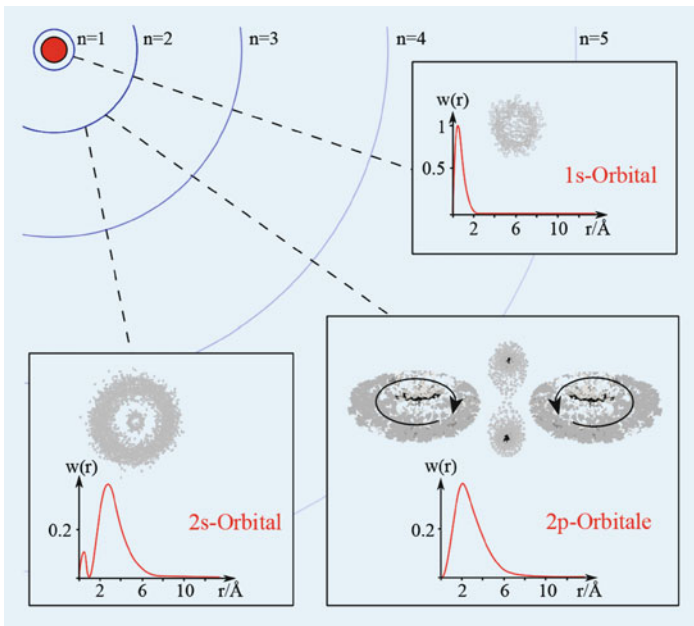 n=1 n=2 n=3 n=4 n=5
w(r)
1
0.5
1s-Orbital
2 6 10 r/Å
w(r)
0.2
2s-Orbital
2 6 10 r/Å
w(r)
0.2
2p-Orbitale
2 6 10 r/Å